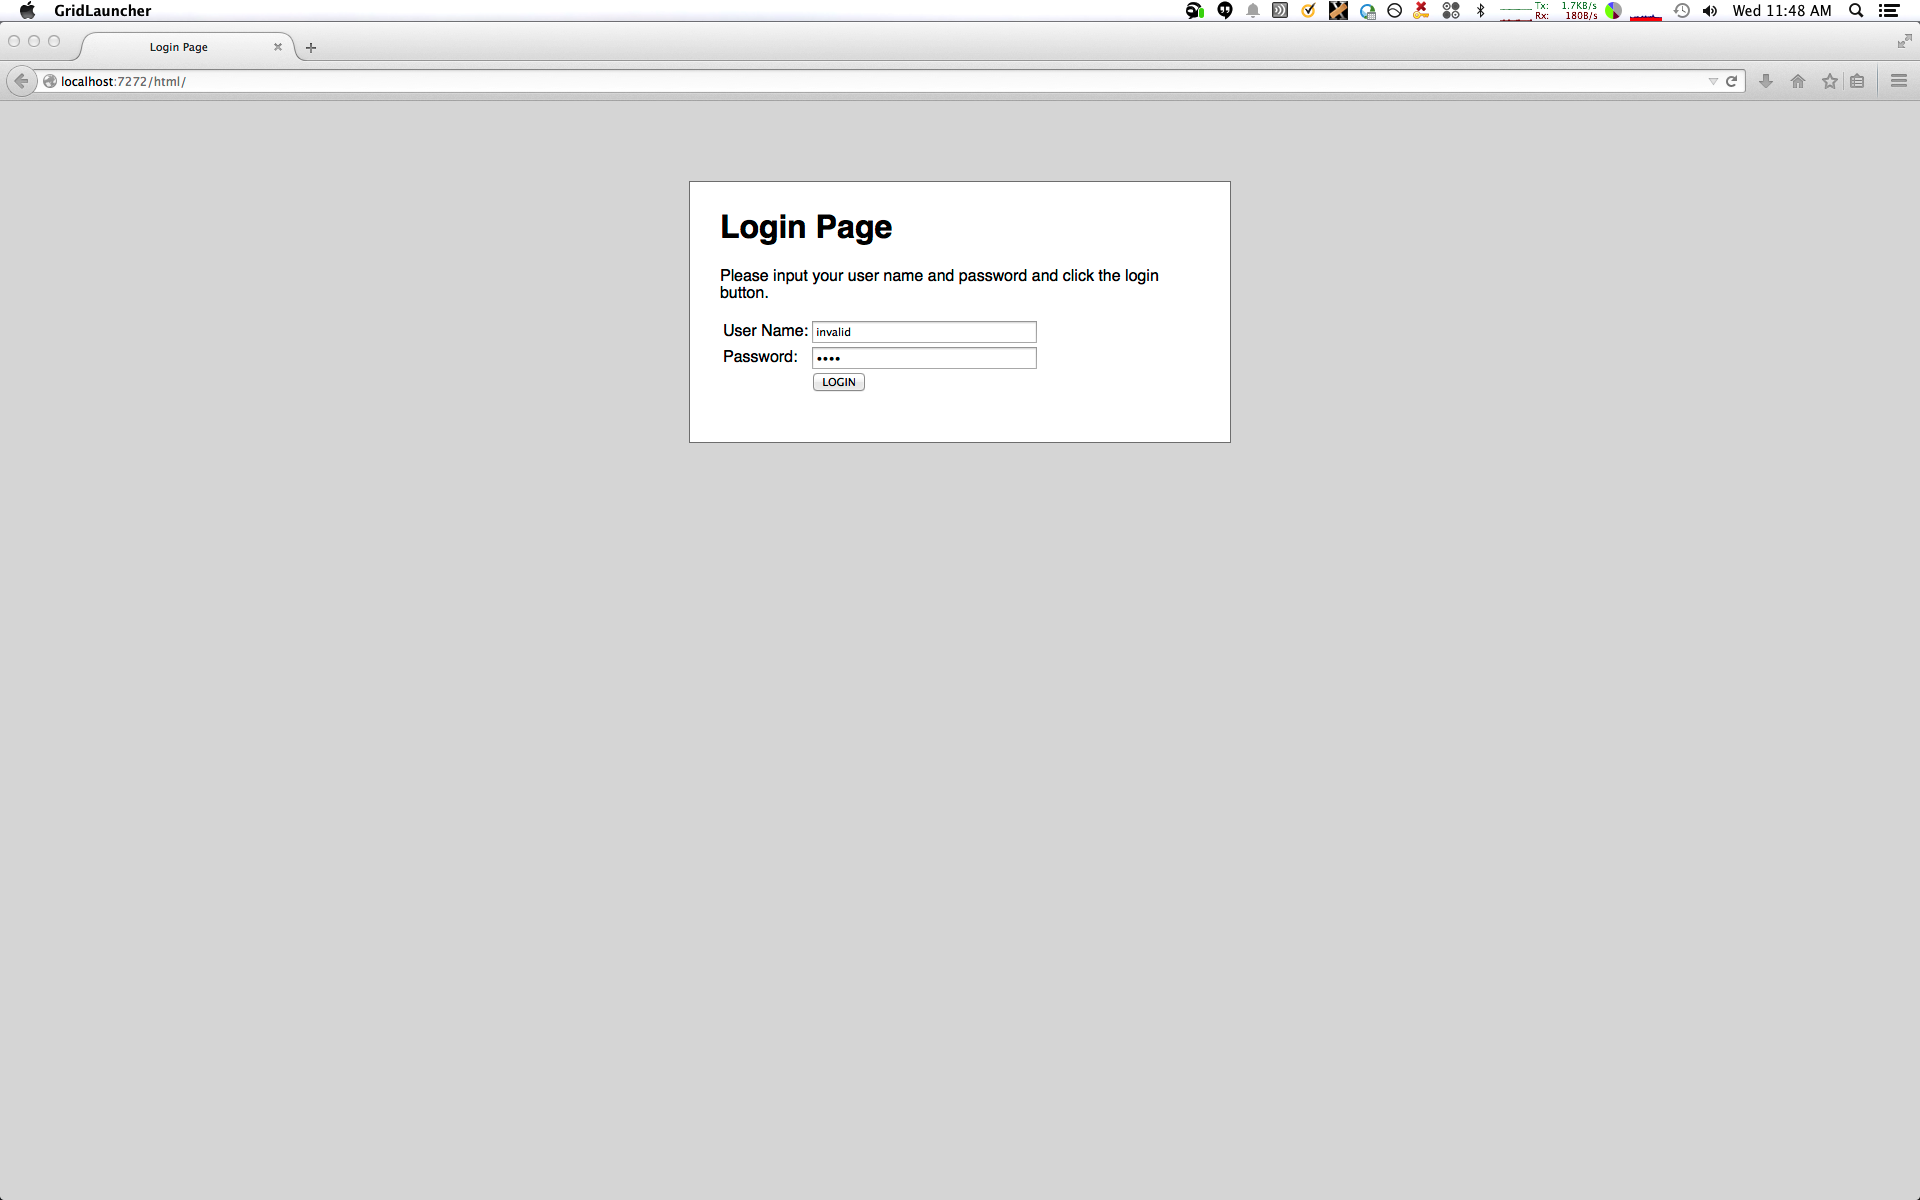 GridLauncher
Tx: 1.7KB/s
Rx: 180B/s
Wed 11:48 AM
Login Page
localhost:7272/html/
Login Page
Please input your user name and password and click the login
button.
User Name: invalid
Password: ••••
LOGIN